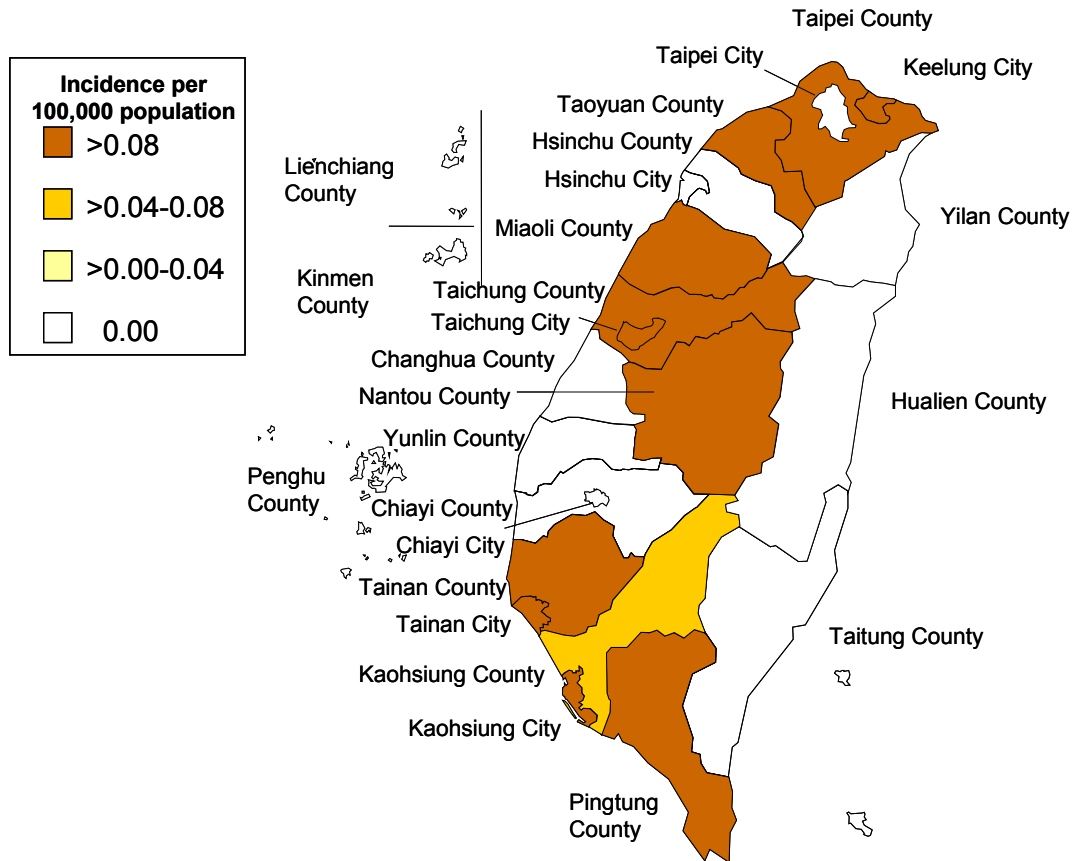 Incidence per
100,000 population
>0.08
>0.04-0.08
>0.00-0.04
0.00
Taipei County
Taipei City
Keelung City
Taoyuan County
Hsinchu County
Lienchiang
County
Hsinchu City
Yilan County
Miaoli County
Kinmen
County
Taichung County
Taichung City
Changhua County
Nantou County
Hualien County
Yunlin County
Penghu
County
Chiayi County
Chiayi City
Tainan County
Tainan City
Taitung County
Kaohsiung County
Kaohsiung City
Pingtung
County